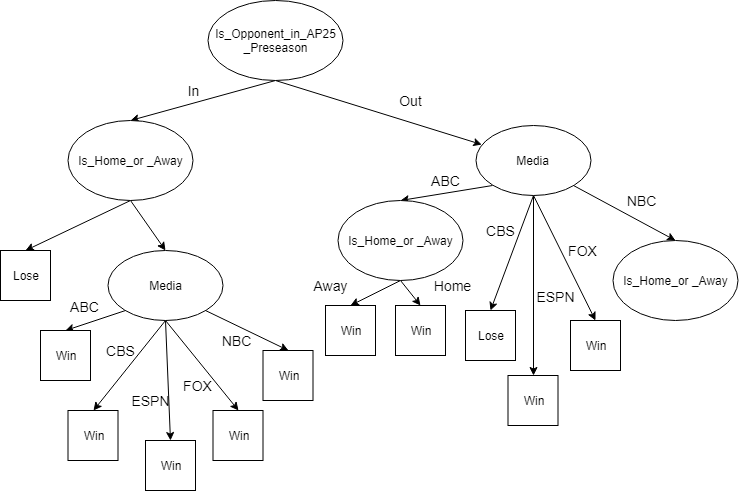 Is_Opponent_in_AP25
_Preseason
In
Out
Is_Home_or _Away
Media
ABC
NBC
CBS
FOX
ESPN
Is_Home_or _Away
Is_Home_or _Away
Lose
Media
Away
Home
ABC
CBS
ESPN
FOX
NBC
Win
Win
Win
Win
Win
Win
Win
Lose
Win
Win